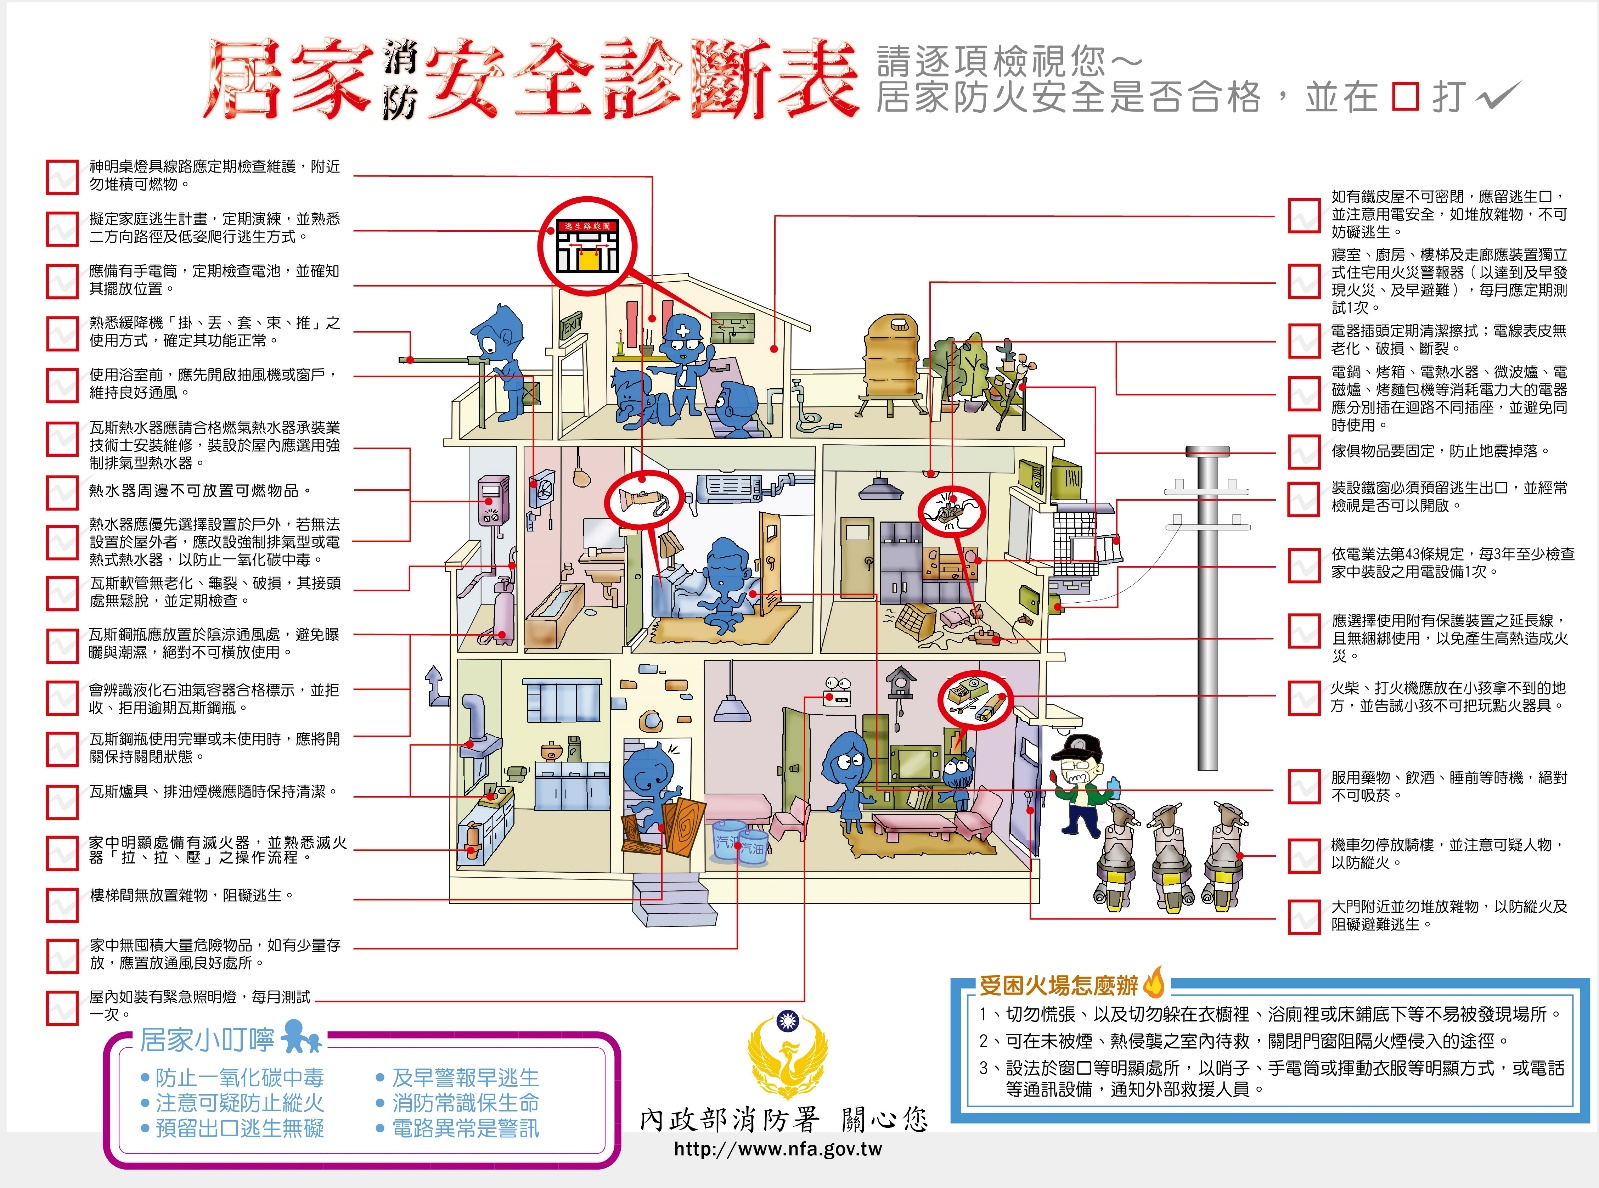 居家消防安全診斷表
請逐項檢視您～
居家防火安全是否合格，並在 □ 打 ✓
神明桌燈具線路應定期檢查維護，附近
勿堆積可燃物。
擬定家庭逃生計畫，定期演練，並熟悉
二方向路徑及低姿爬行逃生方式。
應備有手電筒，定期檢查電池，並確知
其擺放位置。
熟悉緩降機「掛、丟、套、束、推」之
使用方式，確定其功能正常。
使用浴室前，應先開啟抽風機或窗戶，
維持良好通風。
瓦斯熱水器應請合格燃氣熱水器承裝業
技術士安裝維修，裝設於屋內應選用強
制排氣型熱水器。
熱水器周邊不可放置可燃物品。
熱水器應優先選擇設置於戶外，若無法
設置於屋外者，應改設強制排氣型或電
熱式熱水器，以防止一氧化碳中毒。
瓦斯軟管無老化、龜裂、破損，其接頭
處無鬆脫，並定期檢查。
瓦斯鋼瓶應放置於陰涼通風處，避免曝
曬與潮濕，絕對不可橫放使用。
會辨識液化石油氣容器合格標示，並拒
收、拒用逾期瓦斯鋼瓶。
瓦斯鋼瓶使用完畢或未使用時，應將開
關保持關閉狀態。
瓦斯爐具、排油煙機應隨時保持清潔。
家中明顯處備有滅火器，並熟悉滅火
器「拉、拉、壓」之操作流程。
樓梯間無放置雜物，阻礙逃生。
家中無囤積大量危險物品，如有少量存
放，應置放通風良好處所。
屋內如裝有緊急照明燈，每月測試
一次。
逃生路線圖
EXIT
汽油
汽油
如有鐵皮屋不可密閉，應留逃生口，
並注意用電安全，如堆放雜物，不可
妨礙逃生。
寢室、廚房、樓梯及走廊應裝置獨立
式住宅用火災警報器（以達到及早發
現火災、及早避難），每月應定期測
試1次。
電器插頭定期清潔擦拭；電線表皮無
老化、破損、斷裂。
電鍋、烤箱、電熱水器、微波爐、電
磁爐、烤麵包機等消耗電力大的電器
應分別插在迴路不同插座，並避免同
時使用。
傢俱物品要固定，防止地震掉落。
裝設鐵窗必須預留逃生出口，並經常
檢視是否可以開啟。
依電業法第43條規定，每3年至少檢查
家中裝設之用電設備1次。
應選擇使用附有保護裝置之延長線，
且無綑綁使用，以免產生高熱造成火
災。
火柴、打火機應放在小孩拿不到的地
方，並告誡小孩不可把玩點火器具。
服用藥物、飲酒、睡前等時機，絕對
不可吸菸。
機車勿停放騎樓，並注意可疑人物，
以防縱火。
大門附近並勿堆放雜物，以防縱火及
阻礙避難逃生。
居家小叮嚀
• 防止一氧化碳中毒
• 注意可疑防止縱火
• 預留出口逃生無礙
• 及早警報早逃生
• 消防常識保生命
• 電路異常是警訊
內政部消防署 關心您
http://www.nfa.gov.tw
受困火場怎麼辦
1、切勿慌張、以及切勿躲在衣櫥裡、浴廁裡或床鋪底下等不易被發現場所。
2、可在未被煙、熱侵襲之室內待救，關閉門窗阻隔火煙侵入的途徑。
3、設法於窗口等明顯處所，以哨子、手電筒或揮動衣服等明顯方式，或電話
等通訊設備，通知外部救援人員。